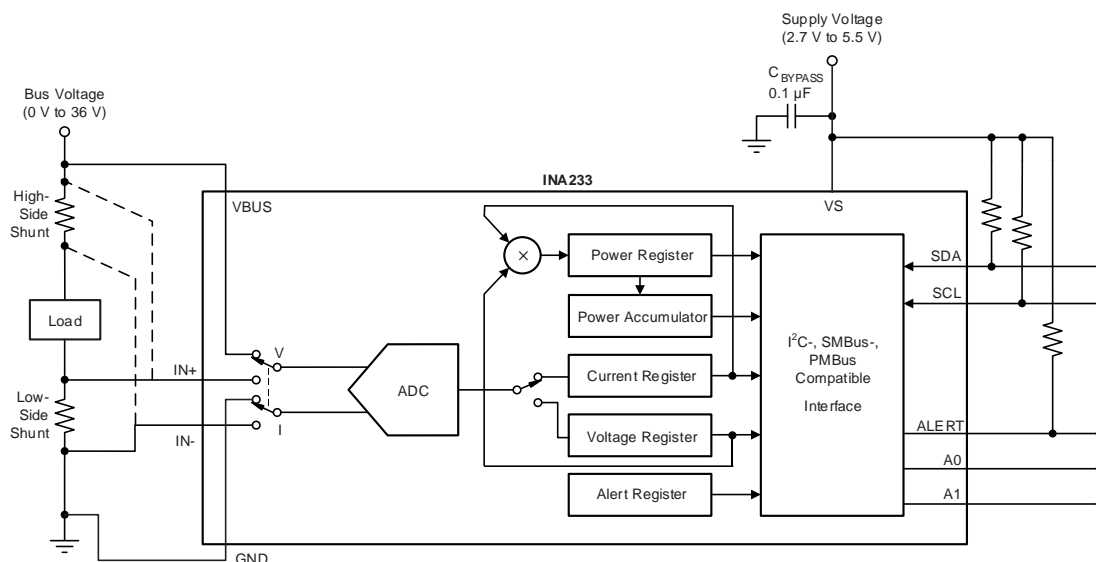 Supply Voltage
(2.7 V to 5.5 V)
CBYPASS
0.1 µF
Bus Voltage
(0 V to 36 V)
INA233
High-
Side
Shunt
VBUS
VS
×
Power Register
SDA
Power Accumulator
SCL
Load
I²C-, SMBus-,
PMBus
Compatible
Interface
V
IN+
ADC
Current Register
Low-
Side
Shunt
I
IN-
Voltage Register
ALERT
A0
Alert Register
A1
GND